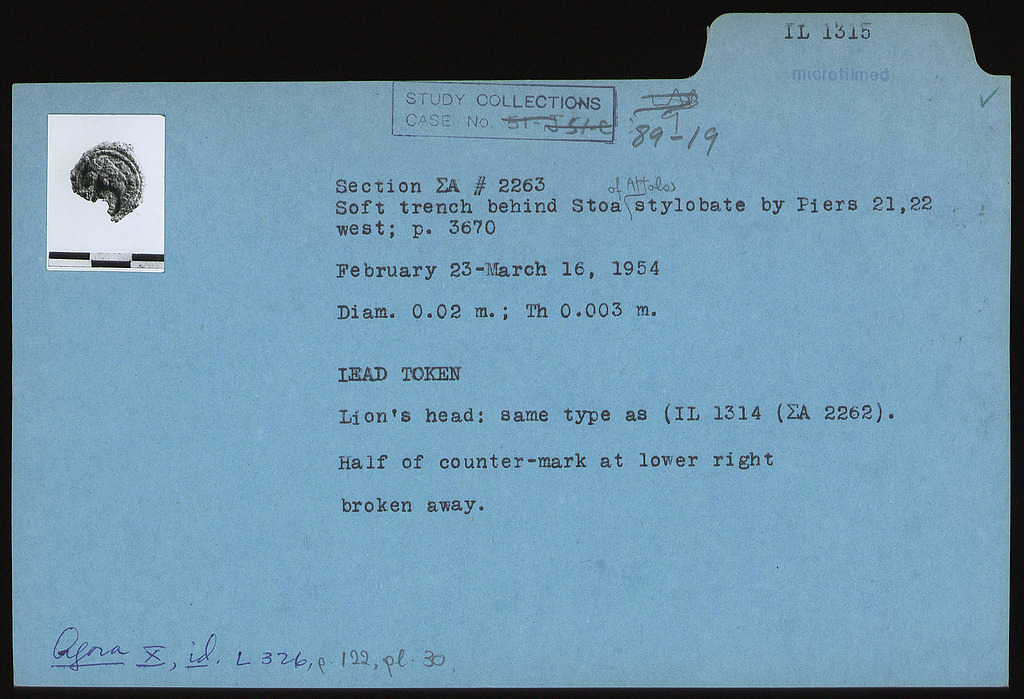 IL 1315
microfilmed
STUDY COLLECTIONS
CASE No.
'89-19
Section ΣA # 2263
of Attalos
Soft trench behind Stoa stylobate by Piers 21,22
west; p. 3670
February 23-March 16, 1954
Diam. 0.02 m.; Th 0.003 m.
LEAD TOKEN
Lion's head: same type as (IL 1314 (ΣA 2262).
Half of counter-mark at lower right
broken away.
Agora X, id. L 326, p. 122, pl. 30